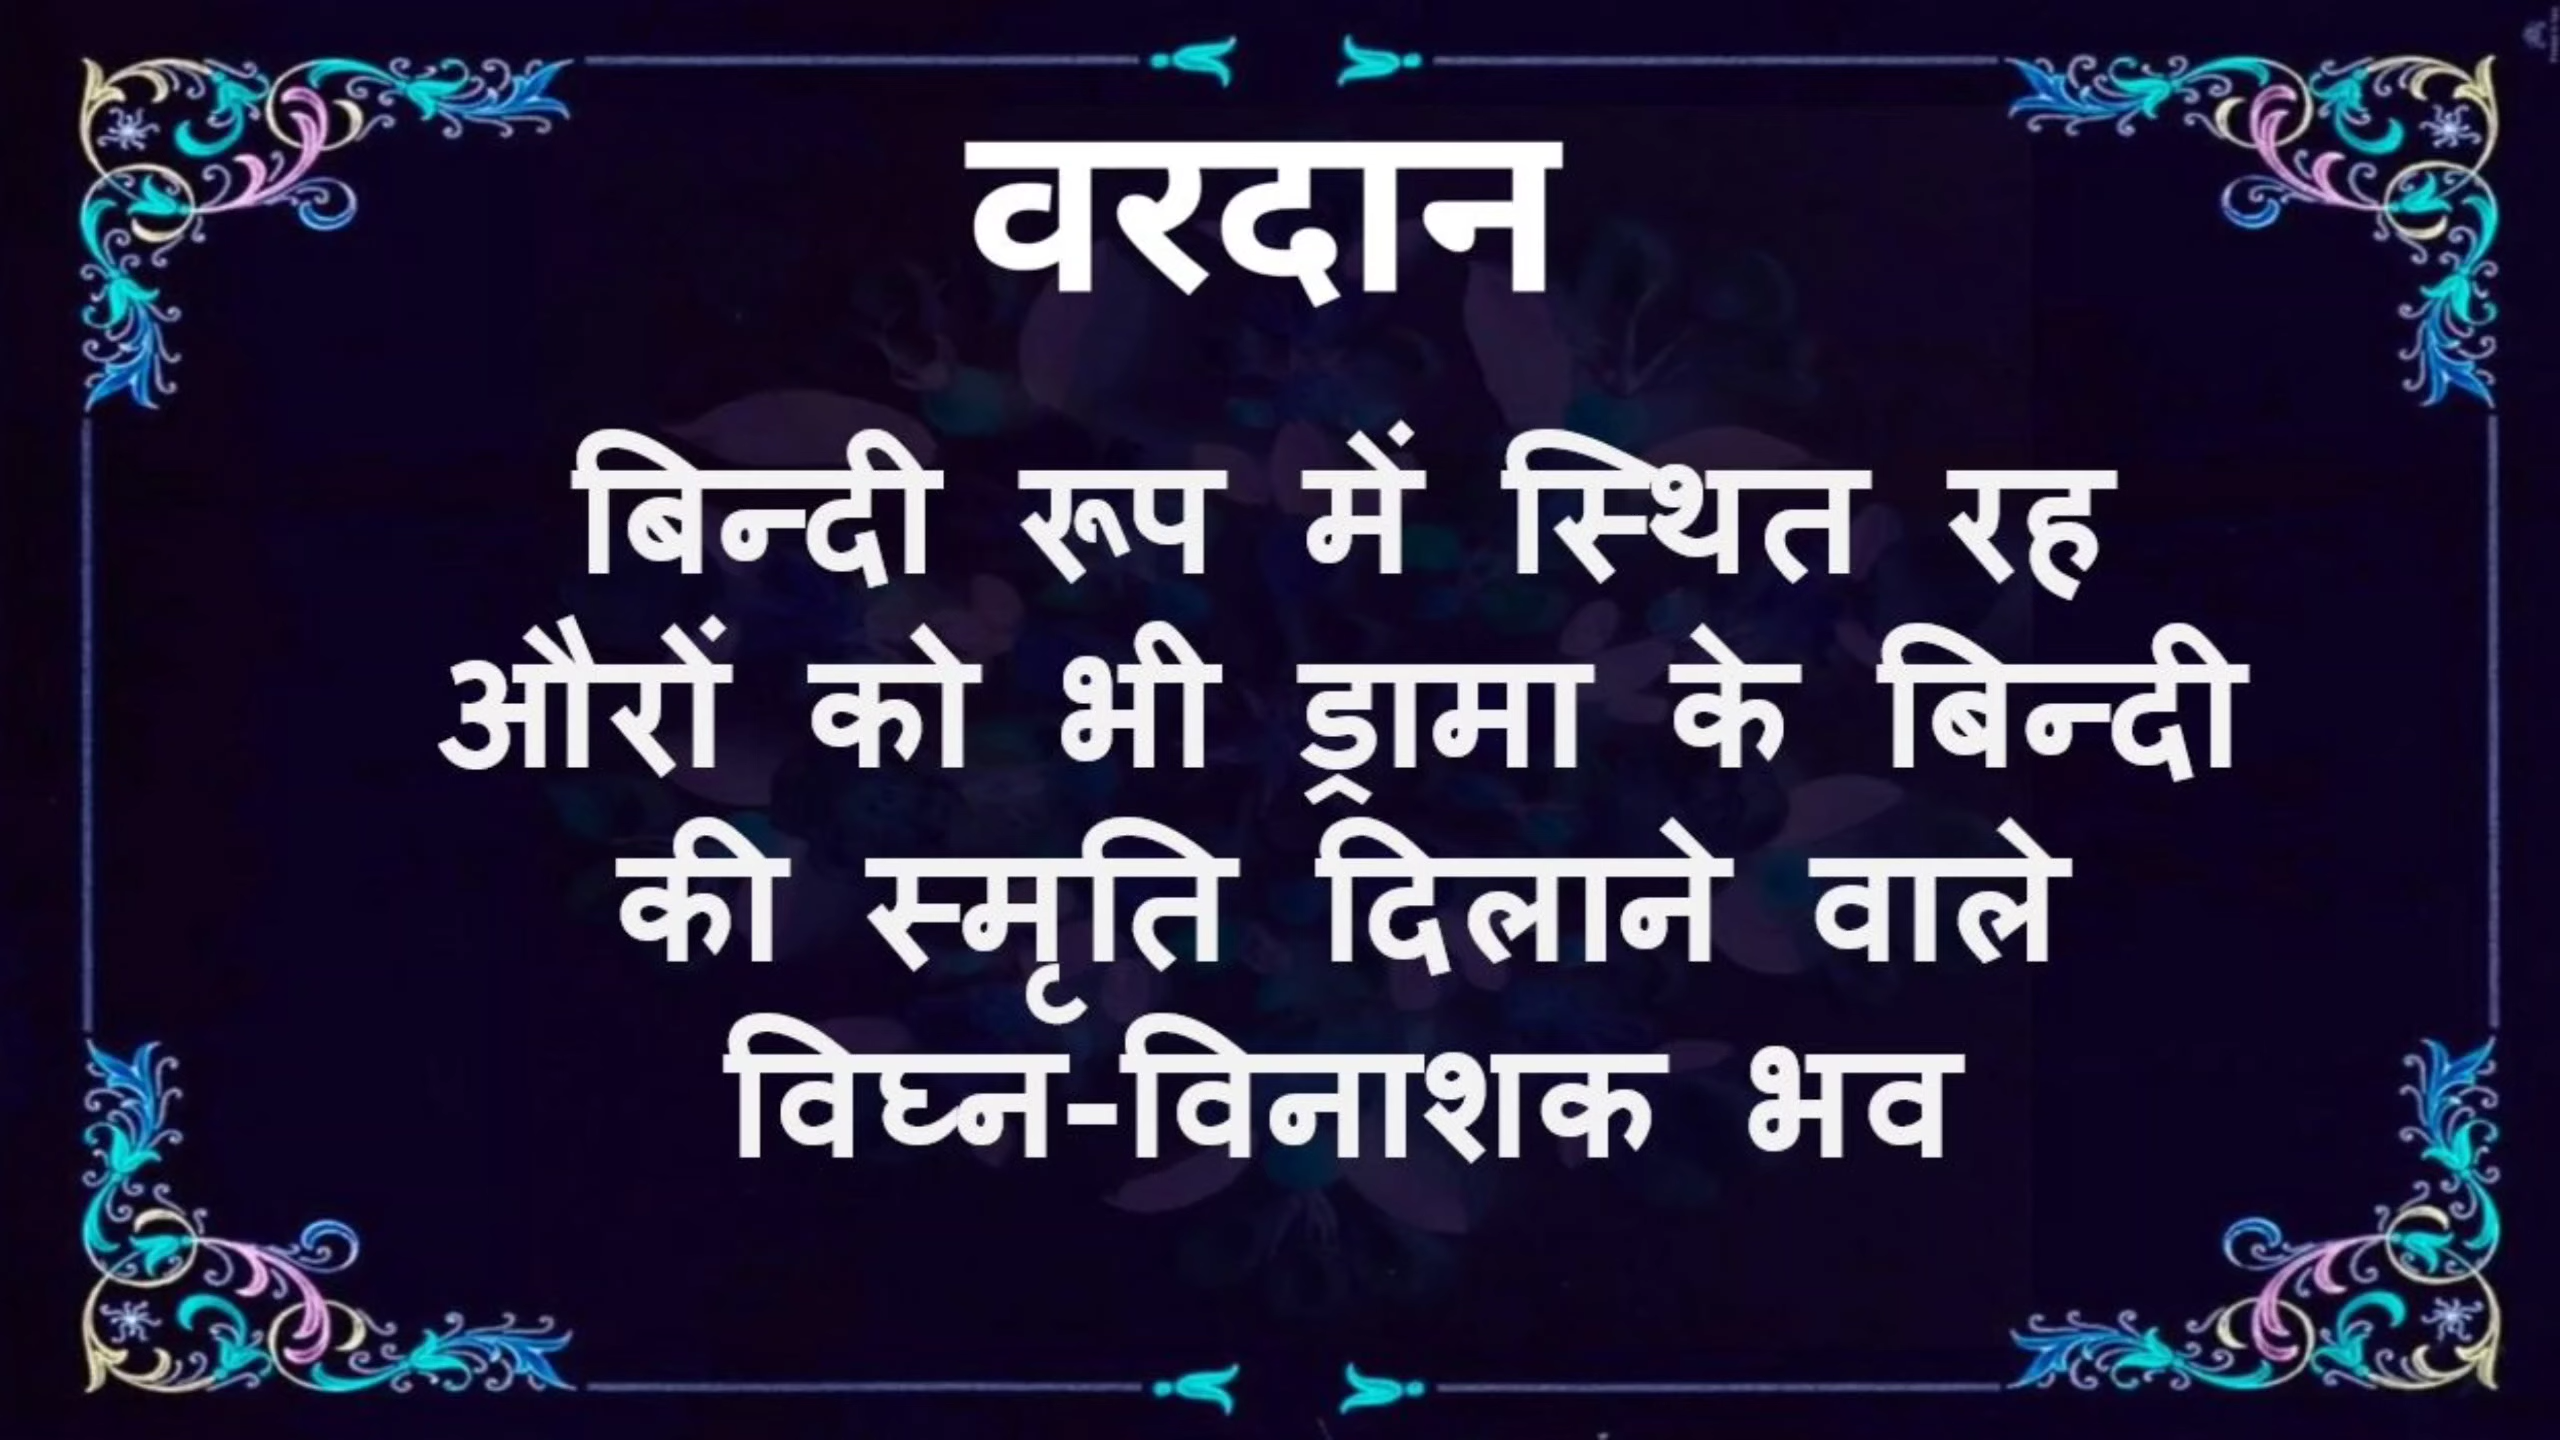 वरदान
बिन्दी रूप में स्थित रह
औरों को भी ड्रामा के बिन्दी
की स्मृति दिलाने वाले
विघ्न-विनाशक भव